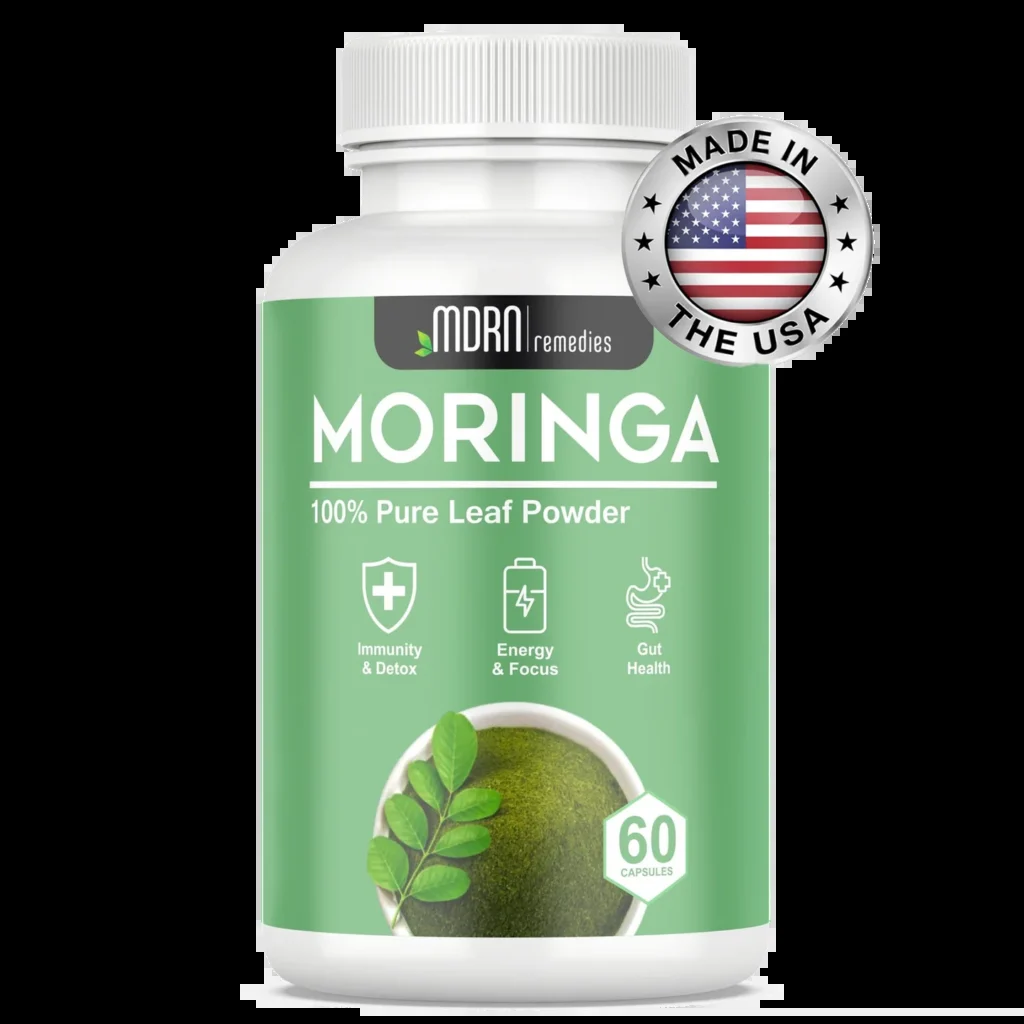 MADE IN
THE USA
MDRN remedies
MORINGA
100% Pure Leaf Powder
Immunity
& Detox
Energy
& Focus
Gut
Health
60
CAPSULES